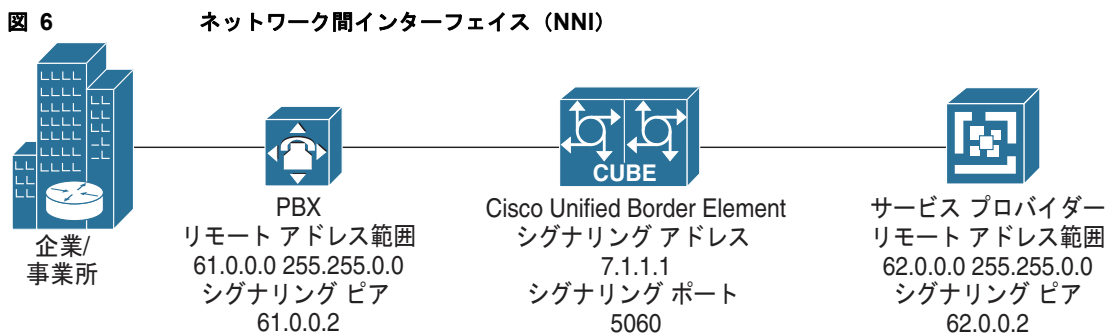 図 6 ネットワーク間インターフェイス（NNI）
企業/
事業所
PBX
リモート アドレス範囲
61.0.0.0 255.255.0.0
シグナリング ピア
61.0.0.2
CUBE
Cisco Unified Border Element
シグナリング アドレス
7.1.1.1
シグナリング ポート
5060
サービス プロバイダー
リモート アドレス範囲
62.0.0.0 255.255.0.0
シグナリング ピア
62.0.0.2